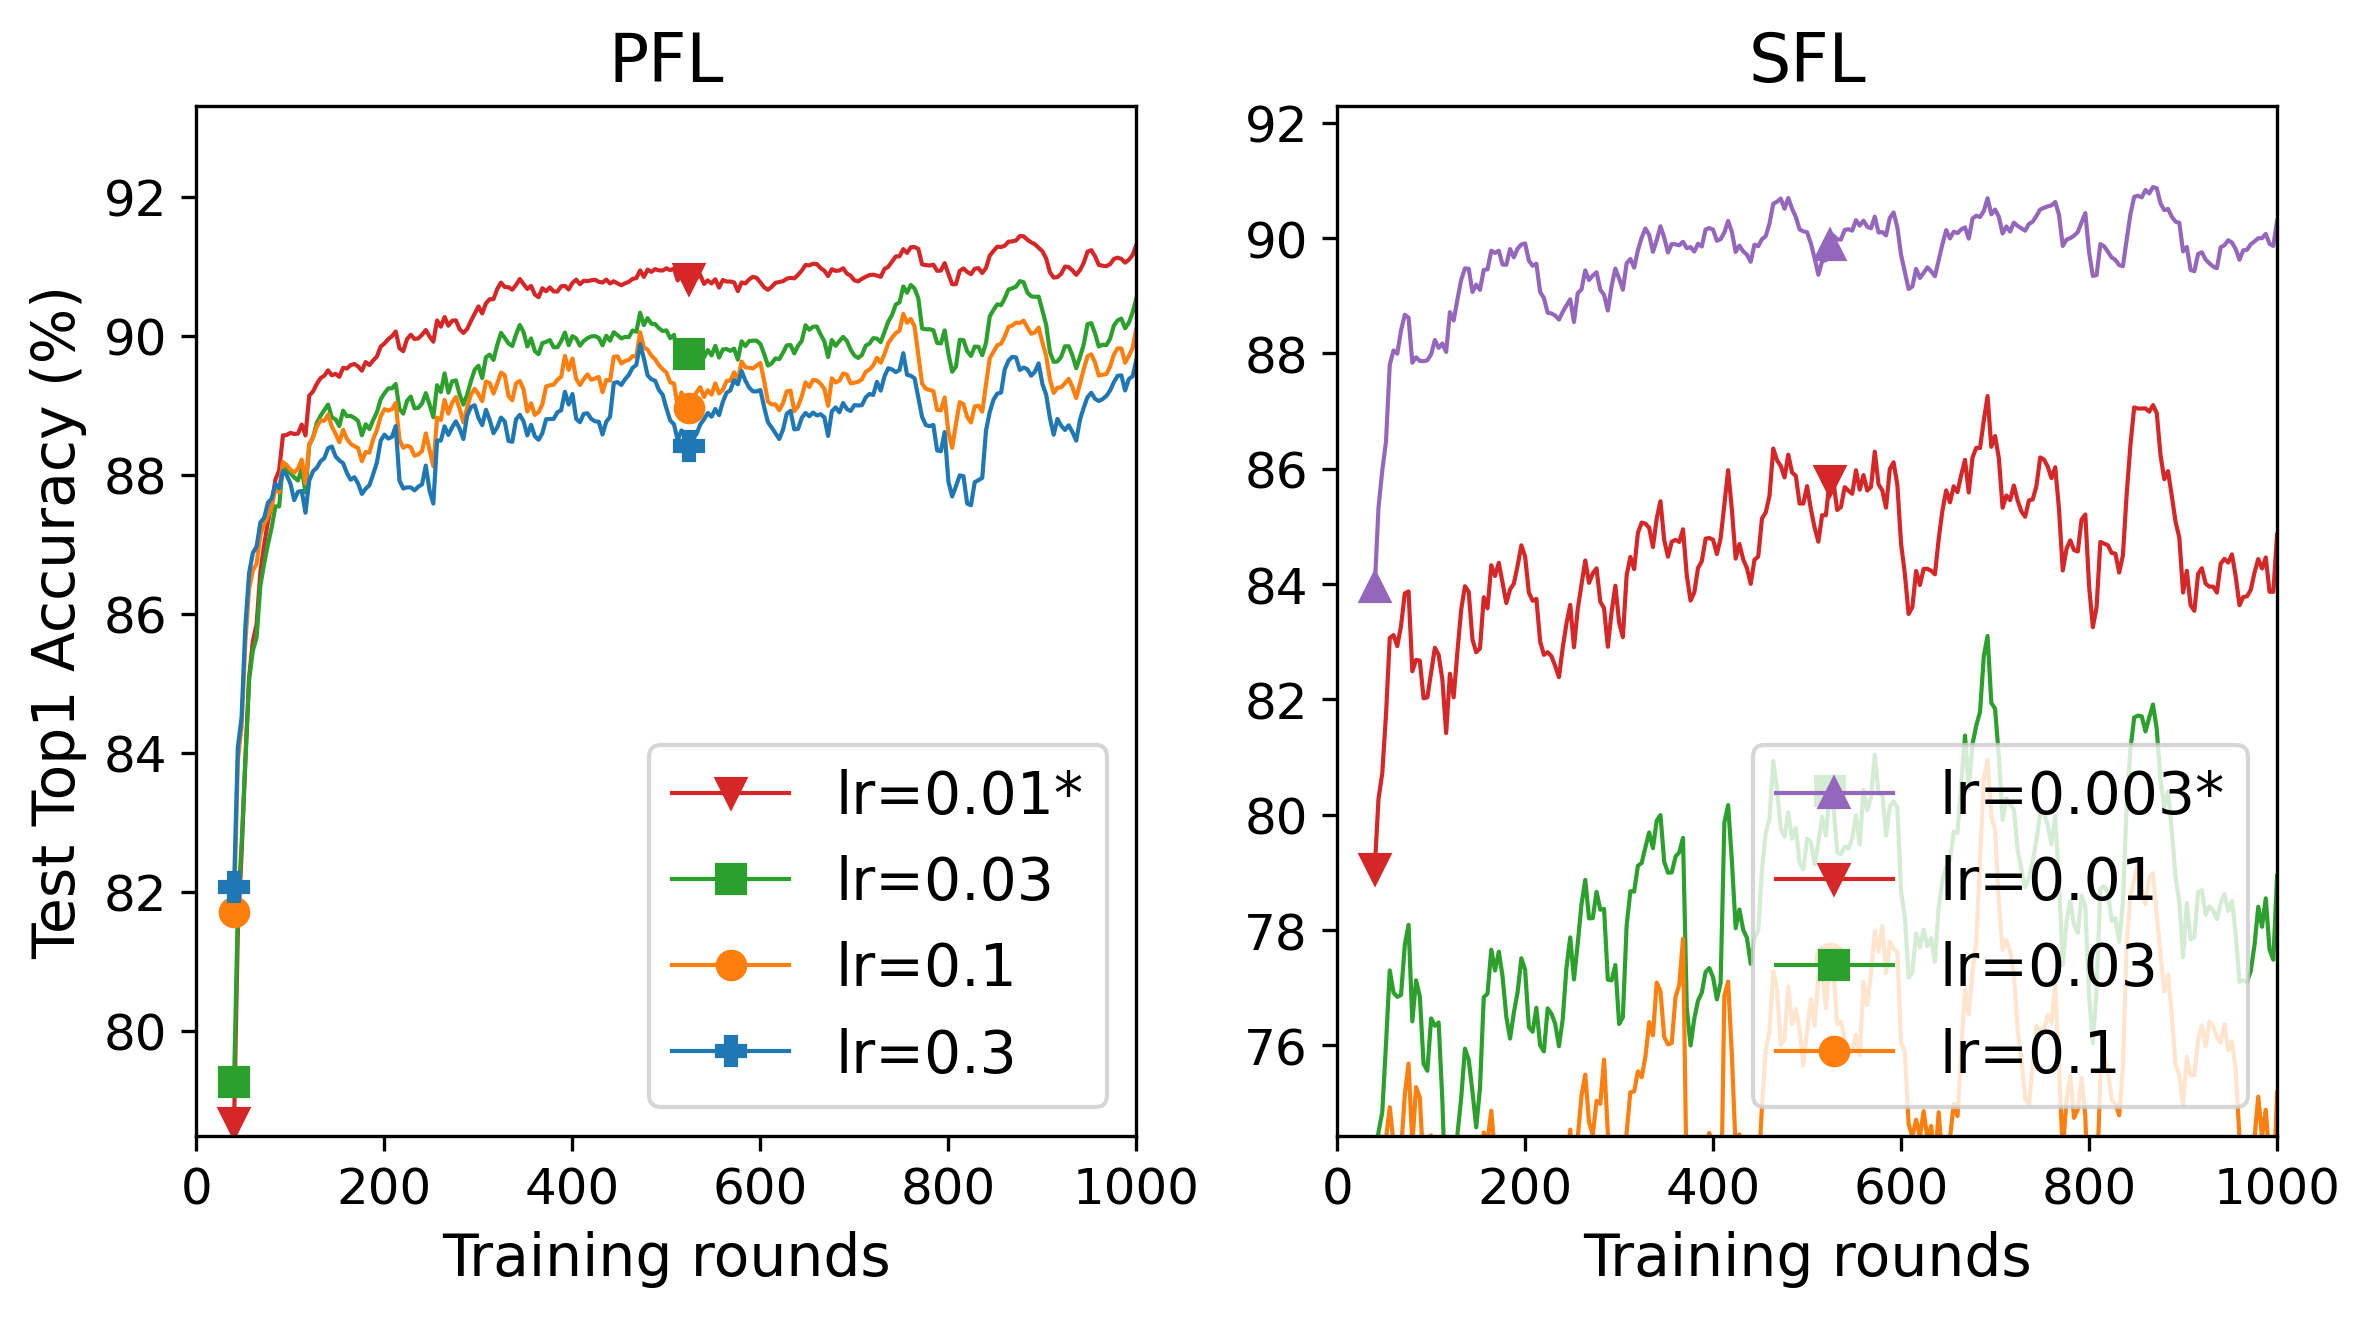 PFL
SFL
Test Top1 Accuracy (%)
92
90
88
86
84
82
80
0 200 400 600 800 1000
Training rounds
lr=0.01*
lr=0.03
lr=0.1
lr=0.3
92
90
88
86
84
82
80
78
76
0 200 400 600 800 1000
Training rounds
lr=0.003*
lr=0.01
lr=0.03
lr=0.1